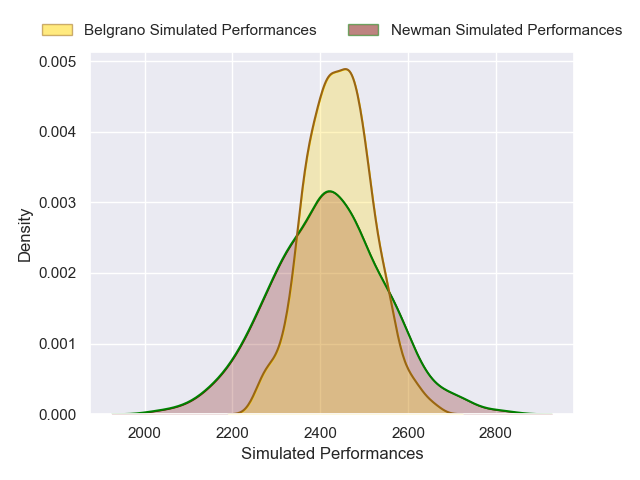 Belgrano Simulated Performances Newman Simulated Performances
0.005
0.004
0.003
0.002
0.001
0.000
Density
2000 2200 2400 2600 2800
Simulated Performances